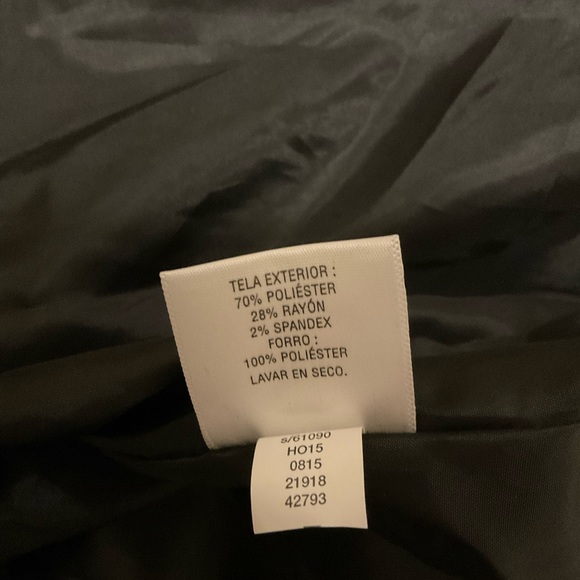 TELA EXTERIOR :
70% POLIÉSTER
28% RAYÓN
2% SPANDEX
FORRO :
100% POLIÉSTER
LAVAR EN SECO.
S/61090
HO15
0815
21918
42793